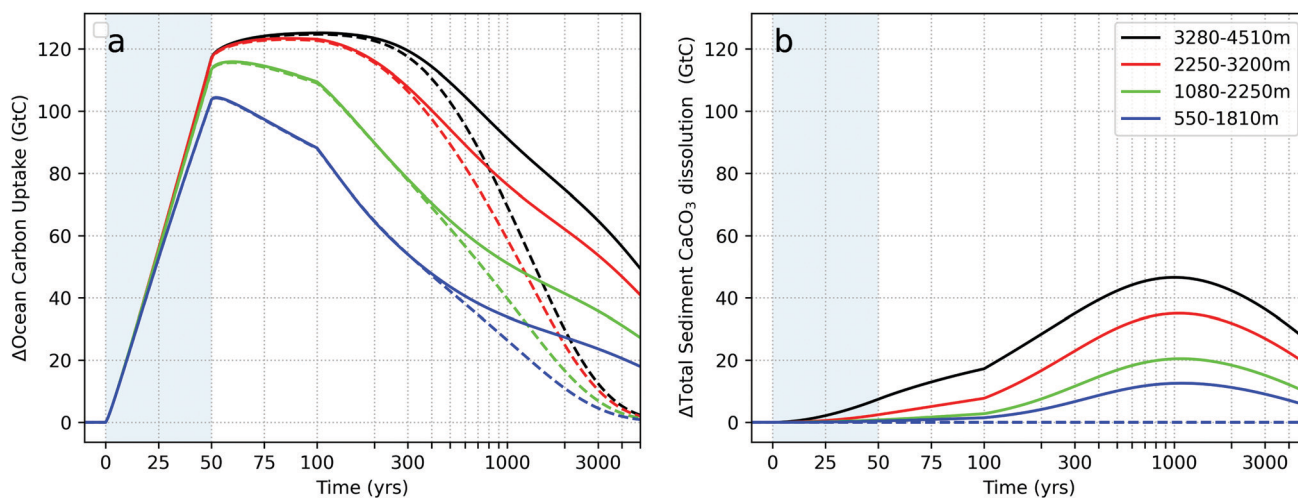 a
ΔOcean Carbon Uptake (GtC)
120
100
80
60
40
20
0
0 25 50 75 100 300 1000 3000
Time (yrs)
b
ΔTotal Sediment CaCO₃ dissolution (GtC)
120
100
80
60
40
20
0
0 25 50 75 100 300 1000 3000
Time (yrs)
3280-4510m
2250-3200m
1080-2250m
550-1810m